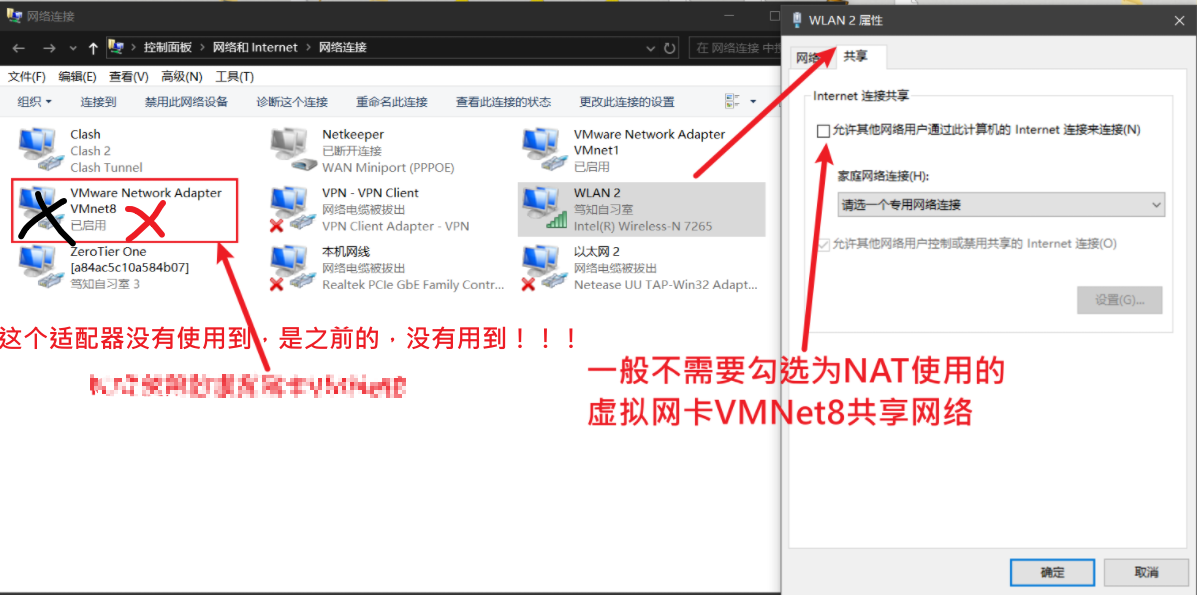 网络连接
控制面板 > 网络和 Internet > 网络连接
在 网络连接 中
文件(F) 编辑(E) 查看(V) 高级(N) 工具(T)
组织 连接到 禁用此网络设备 诊断这个连接 重命名此连接 查看此连接的状态 更改此连接的设置
Clash
Clash 2
Clash Tunnel
Netkeeper
已断开连接
WAN Miniport (PPPOE)
VMware Network Adapter
VMnet1
已启用
VMware Network Adapter
VMnet8
已启用
VPN - VPN Client
网络电缆被拔出
VPN Client Adapter - VPN
WLAN 2
笃知自习室
Intel(R) Wireless-N 7265
ZeroTier One
[a84ac5c10a584b07]
笃知自习室 3
本机网线
网络电缆被拔出
Realtek PCIe GbE Family Contr...
以太网 2
网络电缆被拔出
Netease UU TAP-Win32 Adapt...
这个适配器没有使用到，是之前的，没有用到！！！
WLAN 2 属性
网络 共享
Internet 连接共享
允许其他网络用户通过此计算机的 Internet 连接来连接(N)
家庭网络连接(H):
请选一个专用网络连接
允许其他网络用户控制或禁用共享的 Internet 连接(O)
设置(G)...
一般不需要勾选为NAT使用的
虚拟网卡VMNet8共享网络
确定 取消